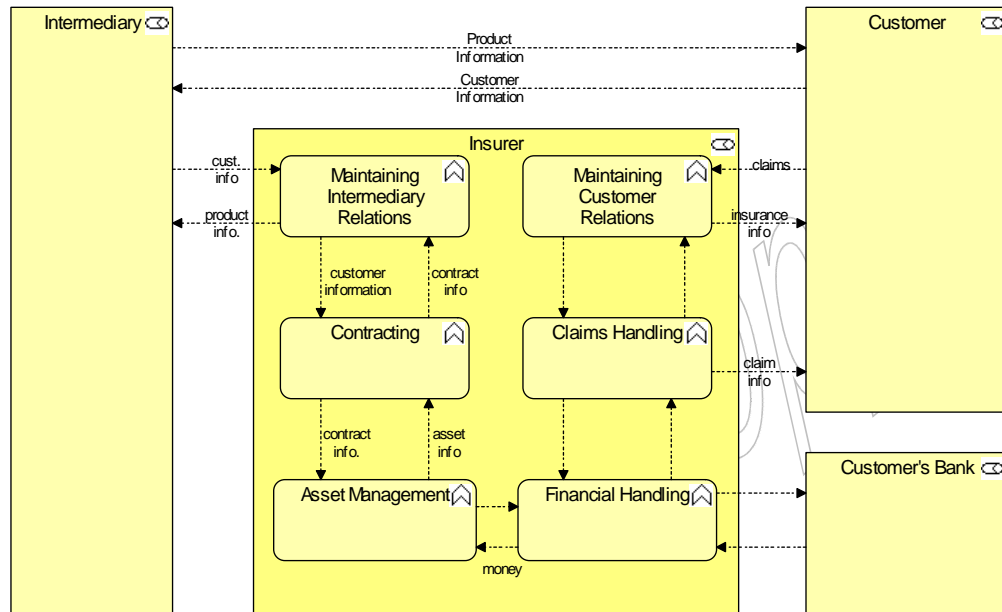 Intermediary
Customer
Product
Information
Customer
Information
Insurer
cust.
info
Maintaining
Intermediary
Relations
Maintaining
Customer
Relations
claims
product
info.
insurance
info
customer
information
contract
info
Contracting
Claims Handling
claim
info
contract
info.
asset
info
Customer's Bank
Asset Management
Financial Handling
money